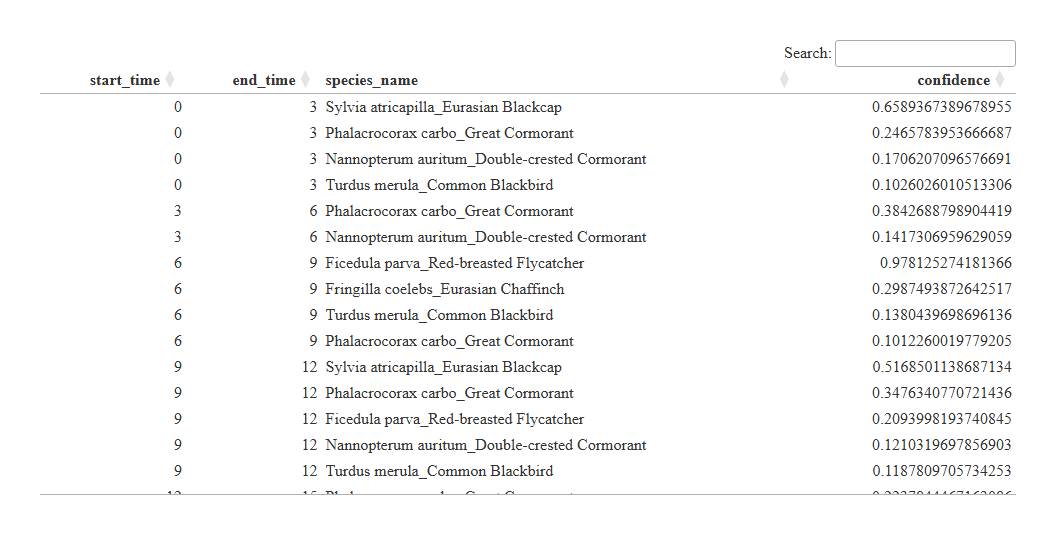 Search:
start_time end_time species_name confidence
0 3 Sylvia atricapilla_Eurasian Blackcap 0.6589367389678955
0 3 Phalacrocorax carbo_Great Cormorant 0.2465783953666687
0 3 Nannopterum auritum_Double-crested Cormorant 0.1706207096576691
0 3 Turdus merula_Common Blackbird 0.1026026010513306
3 6 Phalacrocorax carbo_Great Cormorant 0.3842688798904419
3 6 Nannopterum auritum_Double-crested Cormorant 0.1417306959629059
6 9 Ficedula parva_Red-breasted Flycatcher 0.978125274181366
6 9 Fringilla coelebs_Eurasian Chaffinch 0.2987493872642517
6 9 Turdus merula_Common Blackbird 0.1380439698696136
6 9 Phalacrocorax carbo_Great Cormorant 0.1012260019779205
9 12 Sylvia atricapilla_Eurasian Blackcap 0.5168501138687134
9 12 Phalacrocorax carbo_Great Cormorant 0.3476340770721436
9 12 Ficedula parva_Red-breasted Flycatcher 0.2093998193740845
9 12 Nannopterum auritum_Double-crested Cormorant 0.1210319697856903
9 12 Turdus merula_Common Blackbird 0.1187809705734253